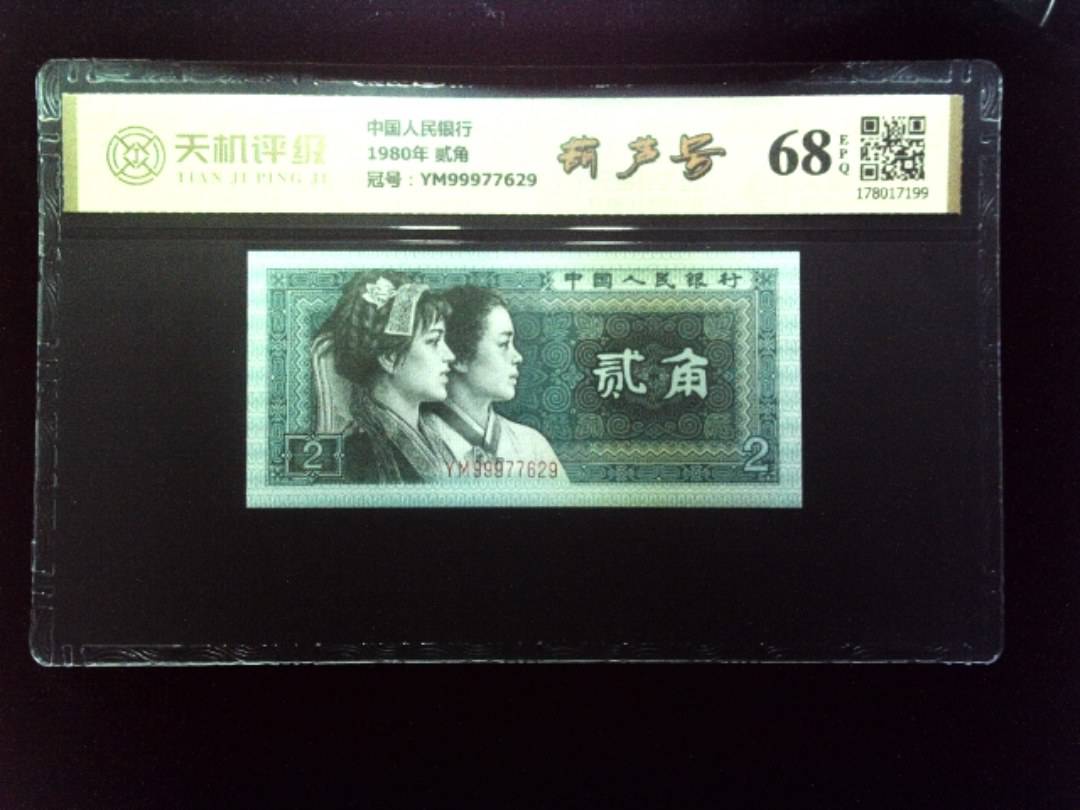 天机评级
TIAN JI PING JI
中国人民银行
1980年 贰角
冠号：YM99977629
葫芦号
68
EPQ
178017199
中国人民银行
贰角
2
2
YM99977629